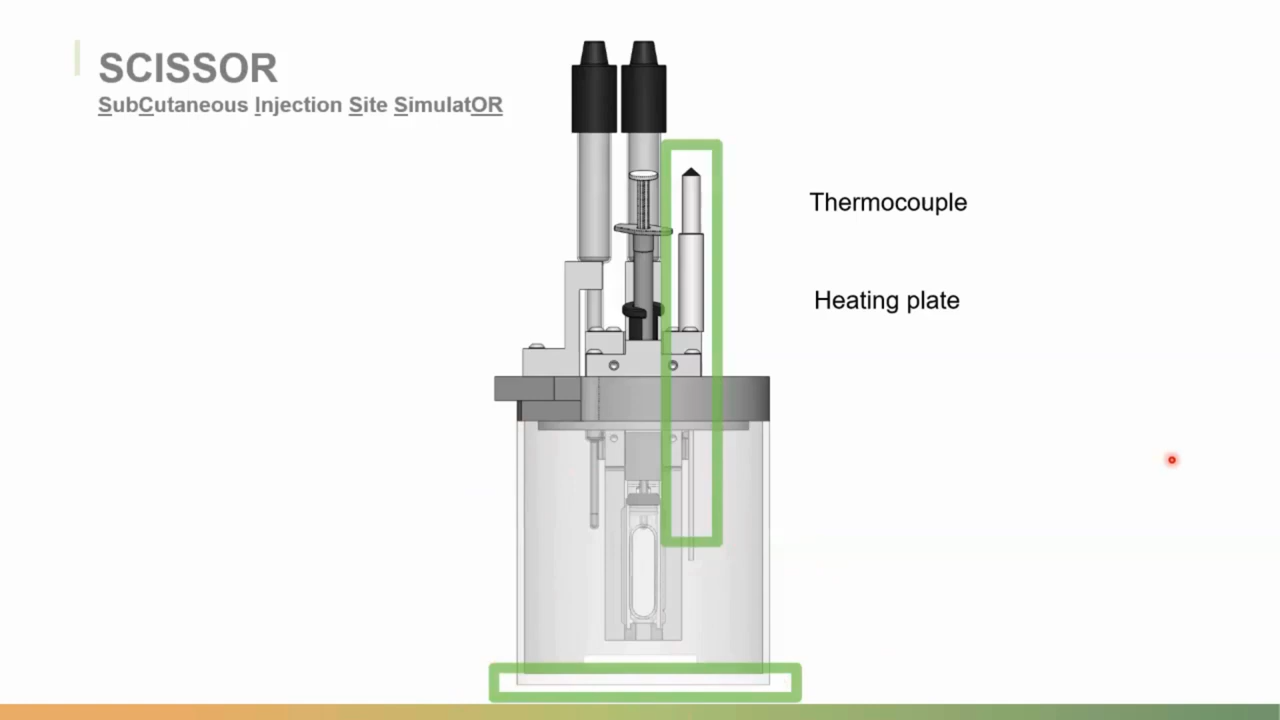 SCISSOR
SubCutaneous Injection Site SimulatOR
Thermocouple
Heating plate